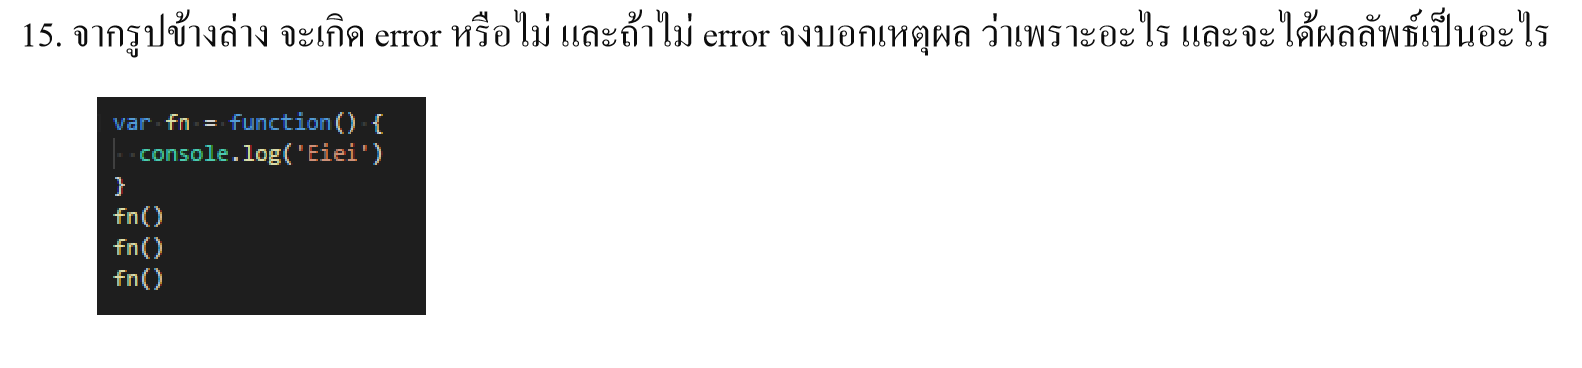 15. จากรูปข้างล่าง จะเกิด error หรือไม่ และถ้าไม่ error จงบอกเหตุผล ว่าเพราะอะไร และจะได้ผลลัพธ์เป็นอะไร
var fn = function() {
  console.log('Eiei')
}
fn()
fn()
fn()